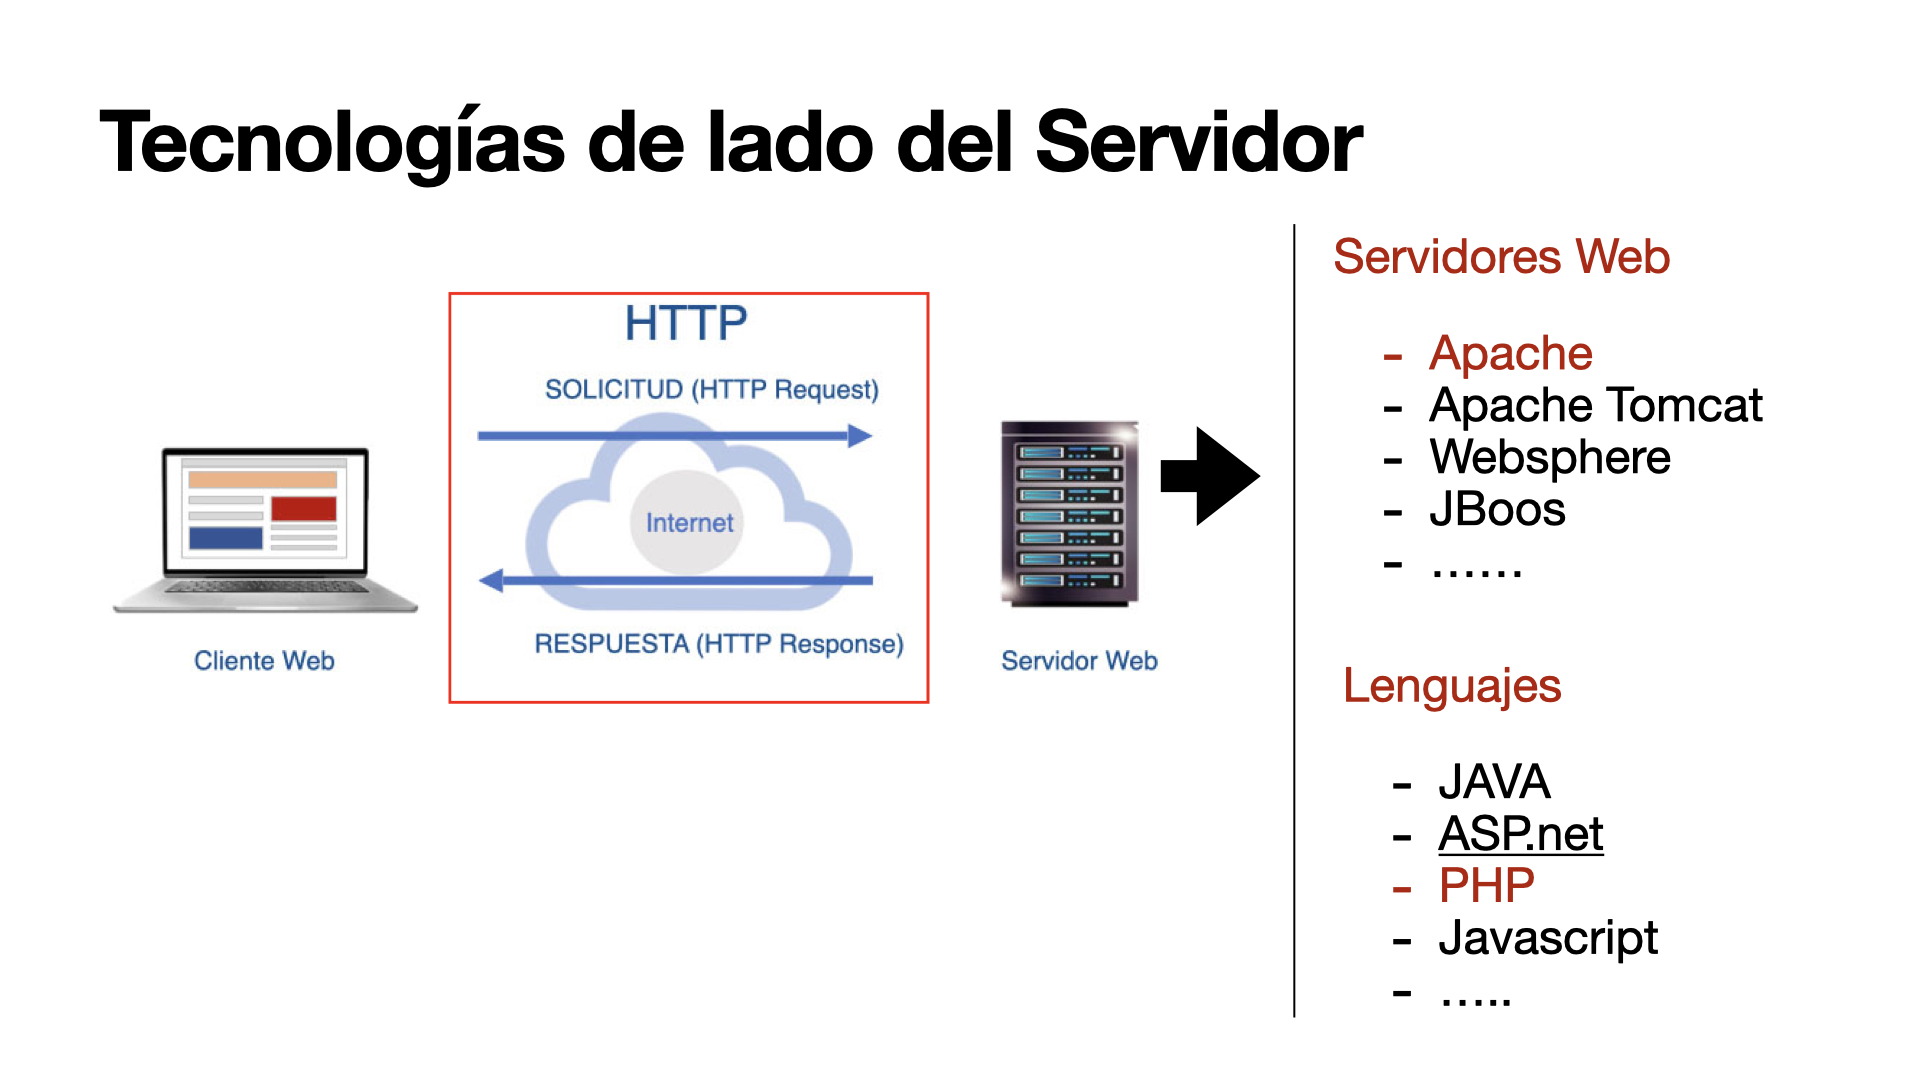 Tecnologías de lado del Servidor
HTTP
SOLICITUD (HTTP Request)
Internet
RESPUESTA (HTTP Response)
Cliente Web
Servidor Web
Servidores Web
- Apache
- Apache Tomcat
- Websphere
- JBoos
- ......
Lenguajes
- JAVA
- ASP.net
- PHP
- Javascript
- .....